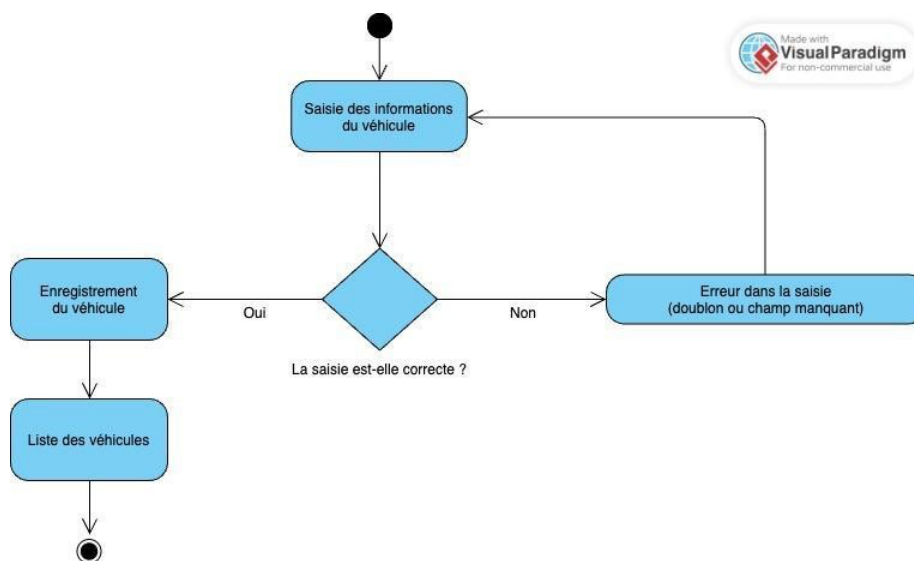 Made with
Visual Paradigm
For non-commercial use
Saisie des informations
du véhicule
Enregistrement
du véhicule
Oui
Non
Erreur dans la saisie
(doublon ou champ manquant)
La saisie est-elle correcte ?
Liste des véhicules